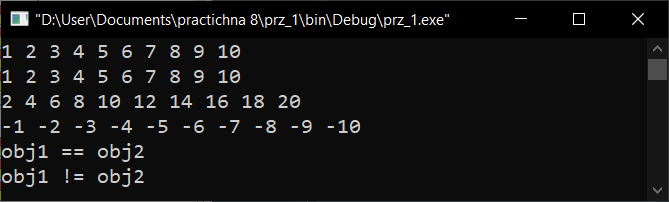 "D:\User\Documents\practichna 8\prz_1\bin\Debug\prz_1.exe"
1 2 3 4 5 6 7 8 9 10
1 2 3 4 5 6 7 8 9 10
2 4 6 8 10 12 14 16 18 20
-1 -2 -3 -4 -5 -6 -7 -8 -9 -10
obj1 == obj2
obj1 != obj2